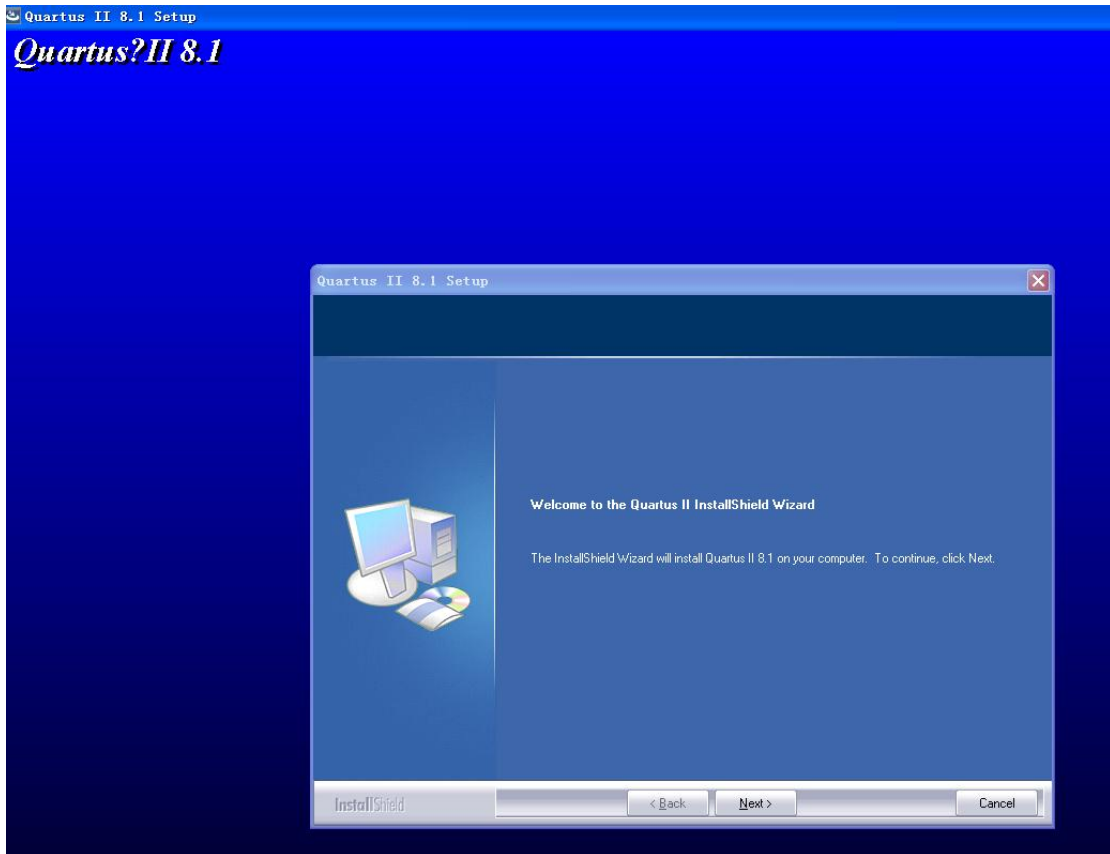 Quartus II 8.1 Setup
Quartus?II 8.1
Quartus II 8.1 Setup
Welcome to the Quartus II InstallShield Wizard
The InstallShield Wizard will install Quartus II 8.1 on your computer. To continue, click Next.
InstallShield
< Back Next > Cancel